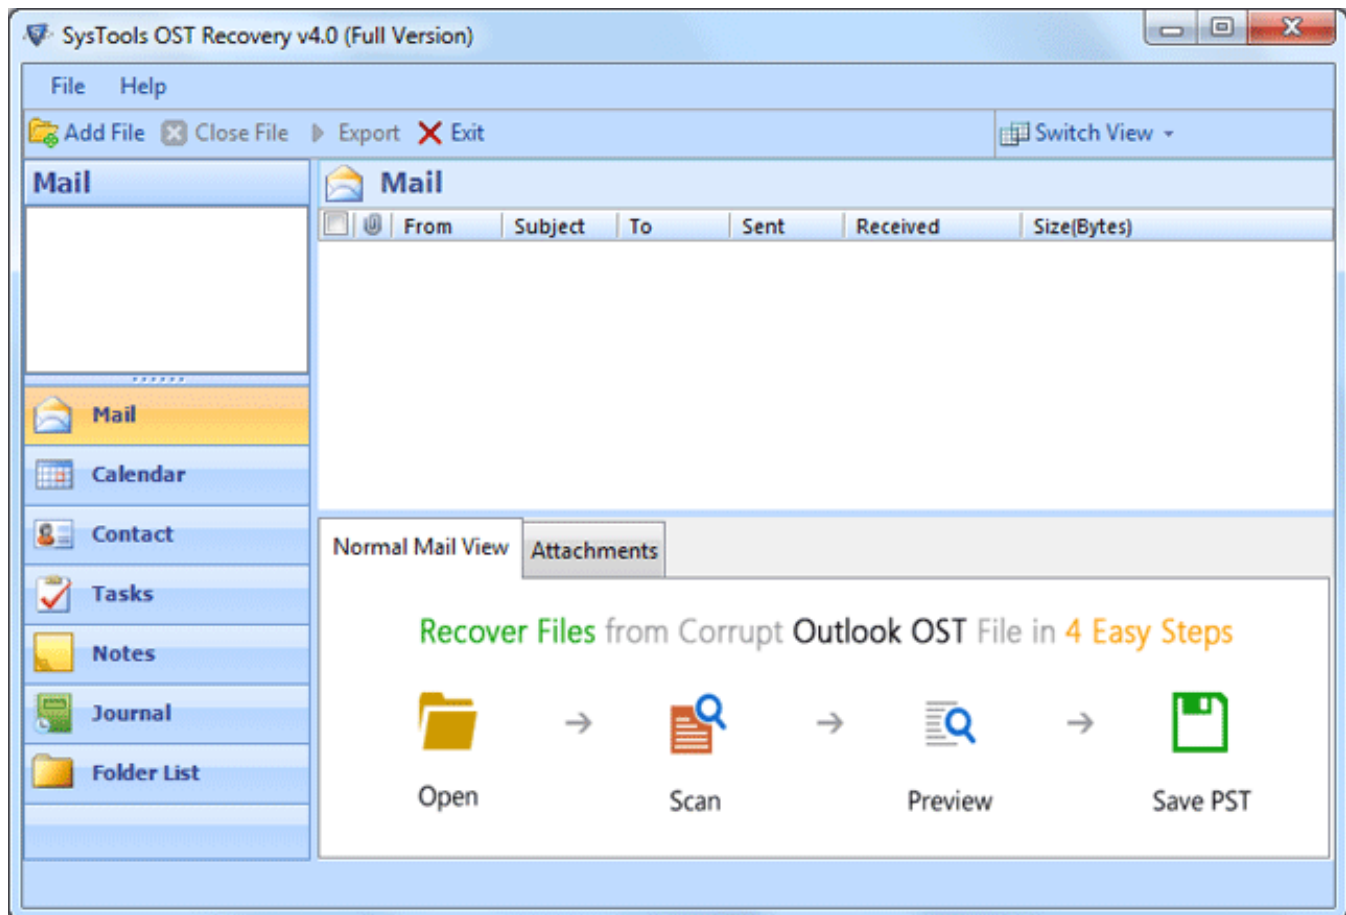 SysTools OST Recovery v4.0 (Full Version)
File Help
Add File Close File Export Exit Switch View
Mail
Mail
From Subject To Sent Received Size(Bytes)
Mail
Calendar
Contact
Tasks
Notes
Journal
Folder List
Normal Mail View Attachments
Recover Files from Corrupt Outlook OST File in 4 Easy Steps
Open Scan Preview Save PST